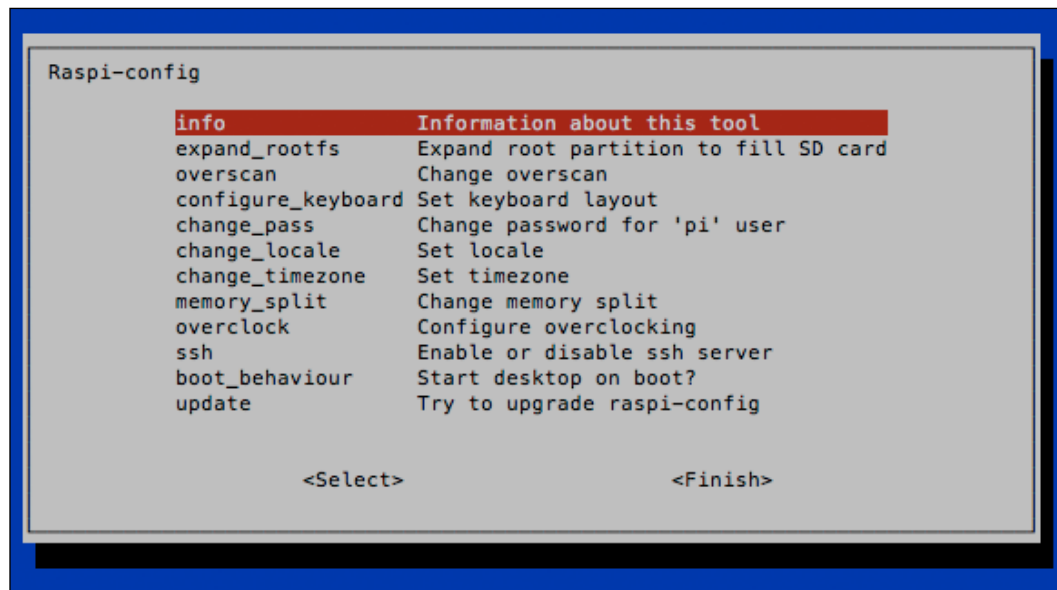 Raspi-config
info Information about this tool
expand_rootfs Expand root partition to fill SD card
overscan Change overscan
configure_keyboard Set keyboard layout
change_pass Change password for 'pi' user
change_locale Set locale
change_timezone Set timezone
memory_split Change memory split
overclock Configure overclocking
ssh Enable or disable ssh server
boot_behaviour Start desktop on boot?
update Try to upgrade raspi-config
<Select> <Finish>